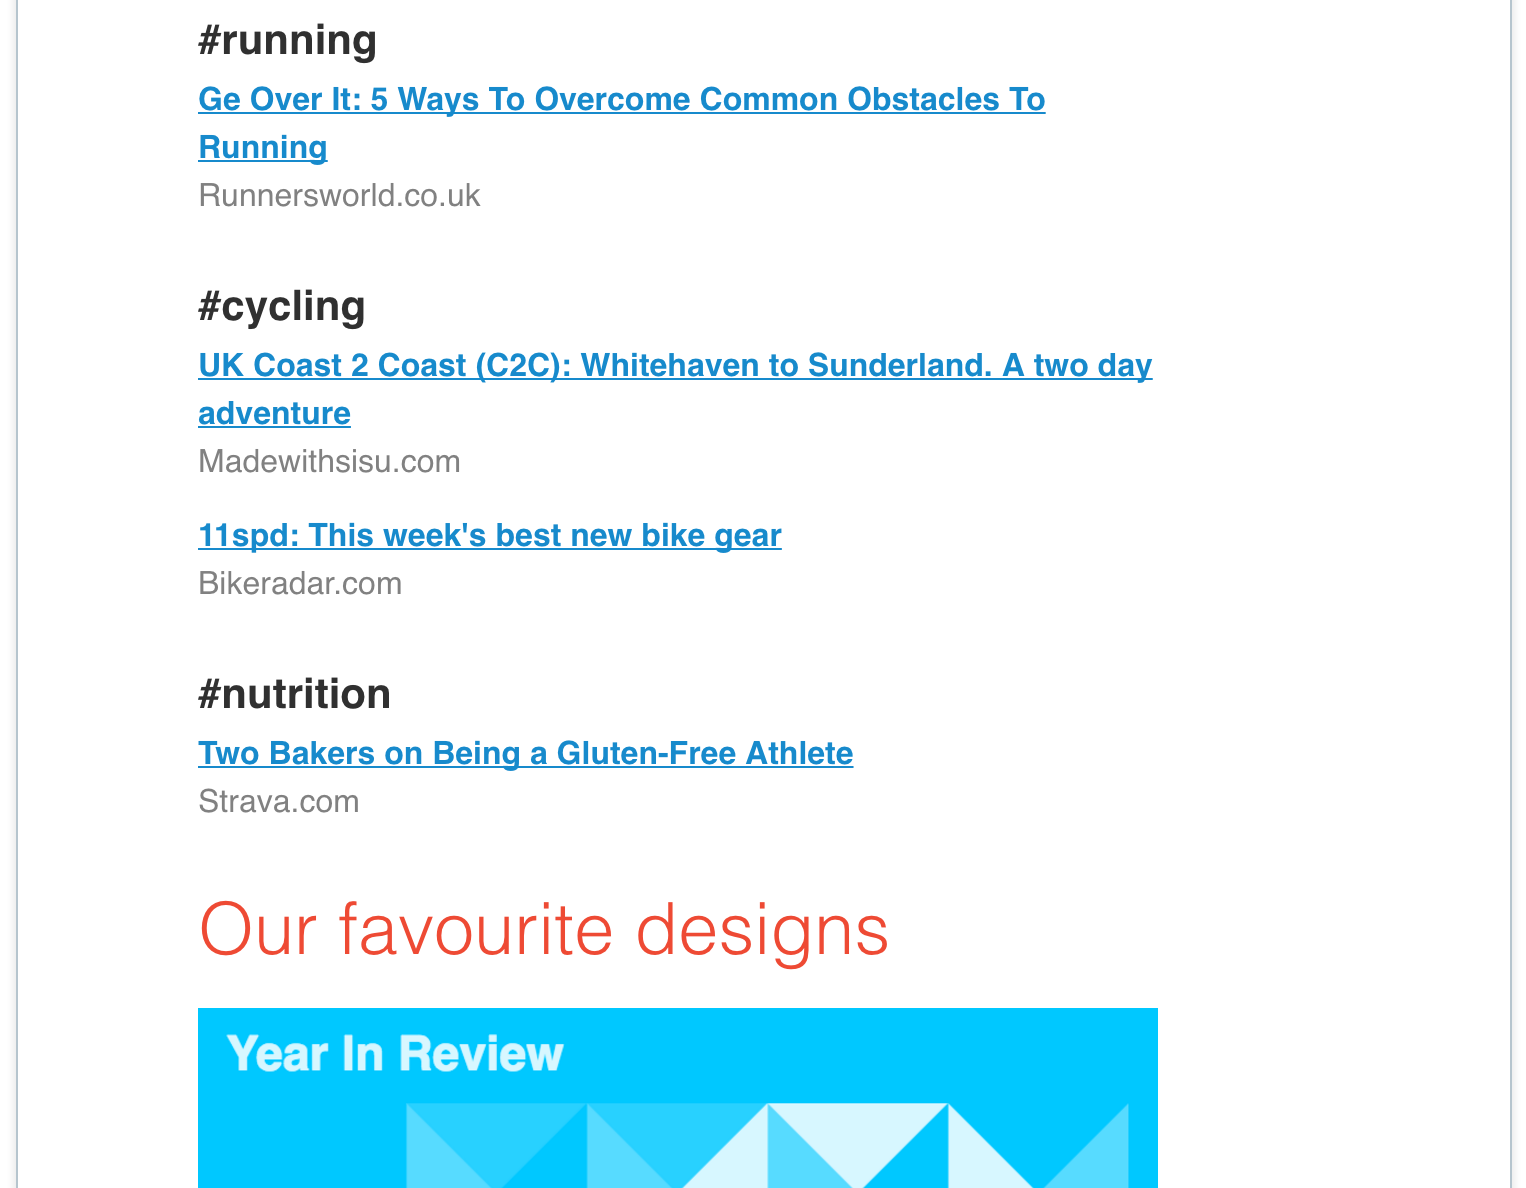 #running
Ge Over It: 5 Ways To Overcome Common Obstacles To
Running
Runnersworld.co.uk
#cycling
UK Coast 2 Coast (C2C): Whitehaven to Sunderland. A two day
adventure
Madewithsisu.com
11spd: This week's best new bike gear
Bikeradar.com
#nutrition
Two Bakers on Being a Gluten-Free Athlete
Strava.com
Our favourite designs
Year In Review